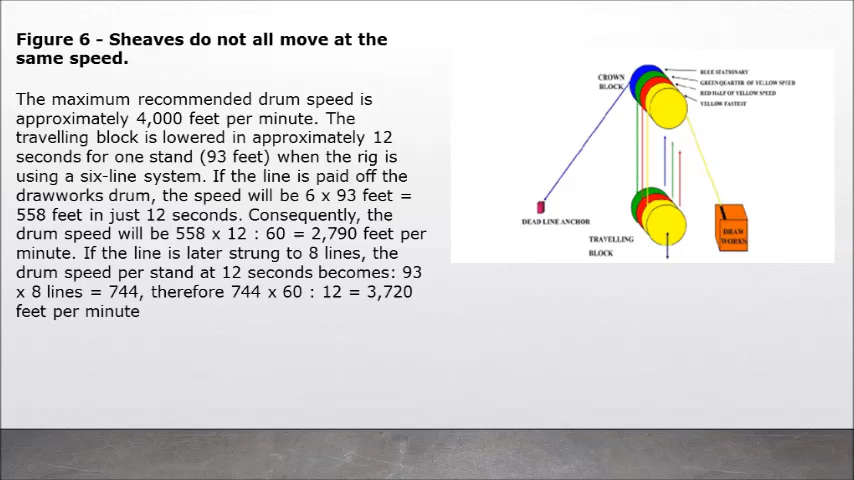 Figure 6 - Sheaves do not all move at the
same speed.
The maximum recommended drum speed is
approximately 4,000 feet per minute. The
travelling block is lowered in approximately 12
seconds for one stand (93 feet) when the rig is
using a six-line system. If the line is paid off the
drawworks drum, the speed will be 6 x 93 feet =
558 feet in just 12 seconds. Consequently, the
drum speed will be 558 x 12 : 60 = 2,790 feet per
minute. If the line is later strung to 8 lines, the
drum speed per stand at 12 seconds becomes: 93
x 8 lines = 744, therefore 744 x 60 : 12 = 3,720
feet per minute
CROWN
BLOCK
BLUE STATIONARY
GREEN QUARTER OF YELLOW SPEED
RED HALF OF YELLOW SPEED
YELLOW FASTEST
DEAD LINE ANCHOR
TRAVELLING
BLOCK
DRAW
WORKS